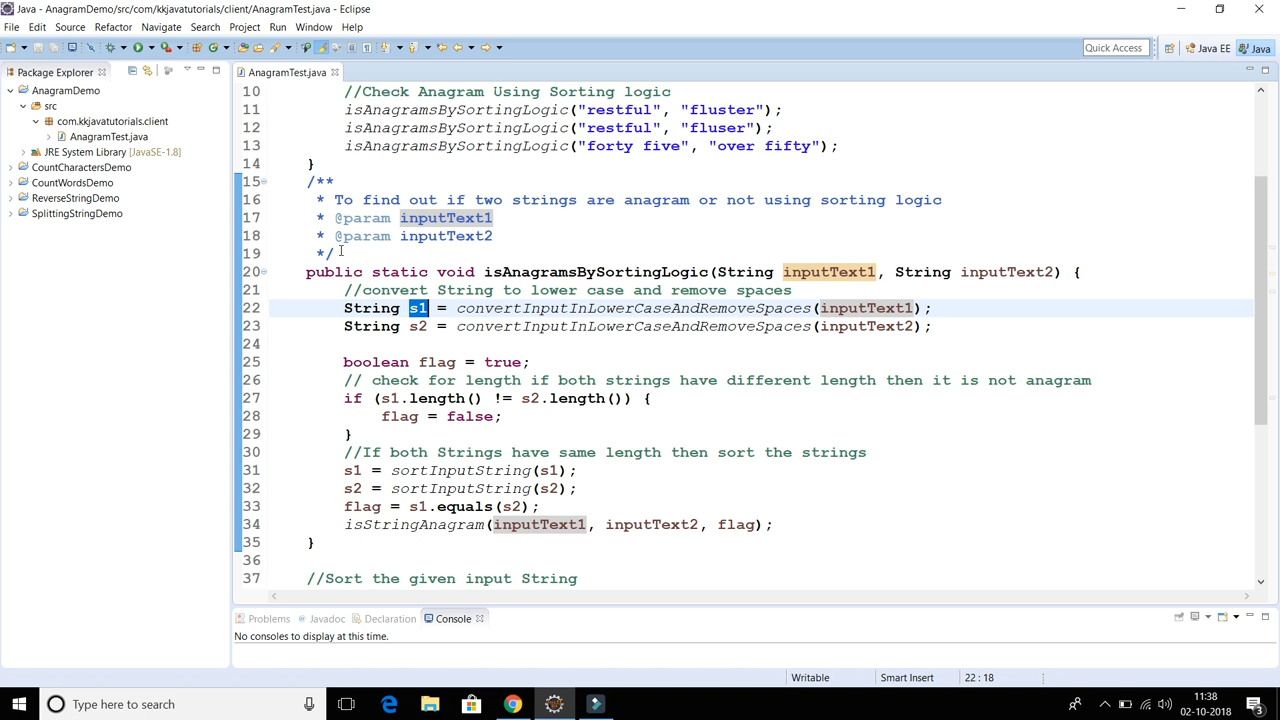 Java - AnagramDemo/src/com/kkjavatutorials/client/AnagramTest.java - Eclipse
File Edit Source Refactor Navigate Search Project Run Window Help
Quick Access
Java EE
Java
Package Explorer
AnagramDemo
src
com.kkjavatutorials.client
AnagramTest.java
JRE System Library [JavaSE-1.8]
CountCharactersDemo
CountWordsDemo
ReverseStringDemo
SplittingStringDemo
AnagramTest.java
10 //Check Anagram Using Sorting logic
11 isAnagramsBySortingLogic("restful", "fluster");
12 isAnagramsBySortingLogic("restful", "fluser");
13 isAnagramsBySortingLogic("forty five", "over fifty");
14 }
15 /**
16 * To find out if two strings are anagram or not using sorting logic
17 * @param inputText1
18 * @param inputText2
19 */
20 public static void isAnagramsBySortingLogic(String inputText1, String inputText2) {
21 //convert String to lower case and remove spaces
22 String s1 = convertInputInLowerCaseAndRemoveSpaces(inputText1);
23 String s2 = convertInputInLowerCaseAndRemoveSpaces(inputText2);
24
25 boolean flag = true;
26 // check for length if both strings have different length then it is not anagram
27 if (s1.length() != s2.length()) {
28 flag = false;
29 }
30 //If both Strings have same length then sort the strings
31 s1 = sortInputString(s1);
32 s2 = sortInputString(s2);
33 flag = s1.equals(s2);
34 isStringAnagram(inputText1, inputText2, flag);
35 }
36
37 //Sort the given input String
Problems @ Javadoc Declaration Console
No consoles to display at this time.
Writable Smart Insert 22 : 18
Type here to search
11:38
02-10-2018
3